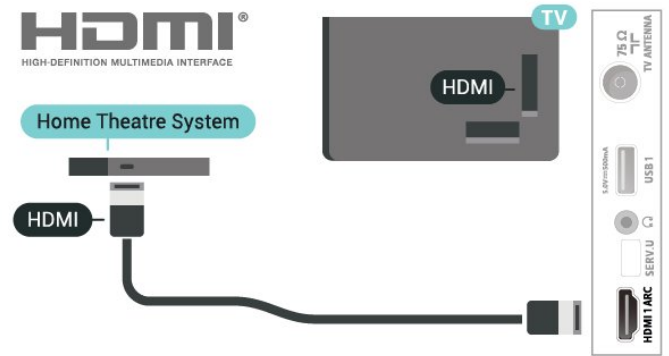 HDMI®
HIGH-DEFINITION MULTIMEDIA INTERFACE
Home Theatre System
HDMI
TV
HDMI
75 Ω
TV ANTENNA
5.0V⎓500mA
USB 1
SERV.U
HDMI 1 ARC